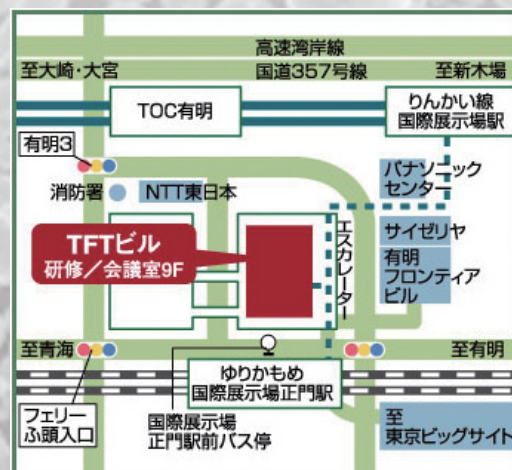 高速湾岸線
至大崎・大宮
国道357号線
至新木場
TOC有明
りんかい線
国際展示場駅
有明3
消防署
NTT東日本
パナソニック
センター
TFTビル
研修／会議室9F
エスカレーター
サイゼリヤ
有明
フロンティア
ビル
至青海
至有明
ゆりかもめ
国際展示場正門駅
フェリー
ふ頭入口
国際展示場
正門駅前バス停
至
東京ビッグサイト